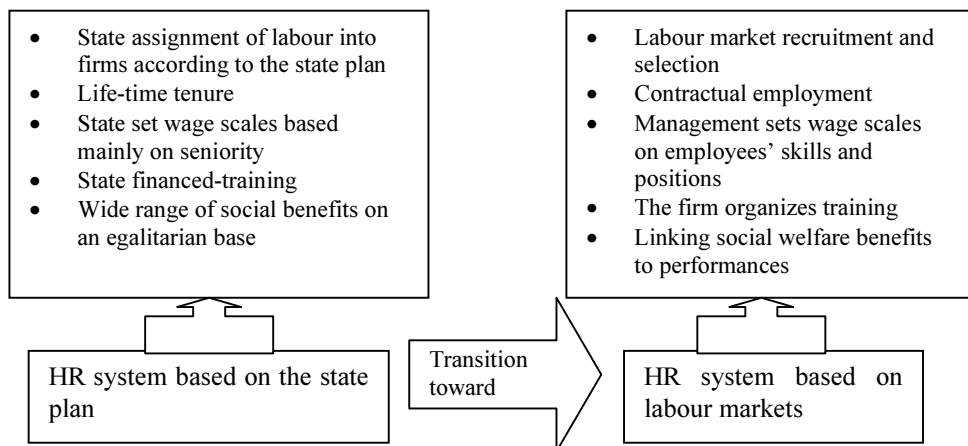 • State assignment of labour into
firms according to the state plan
• Life-time tenure
• State set wage scales based
mainly on seniority
• State financed-training
• Wide range of social benefits on
an egalitarian base
• Labour market recruitment and
selection
• Contractual employment
• Management sets wage scales
on employees’ skills and
positions
• The firm organizes training
• Linking social welfare benefits
to performances
HR system based on the state
plan
Transition
toward
HR system based on
labour markets